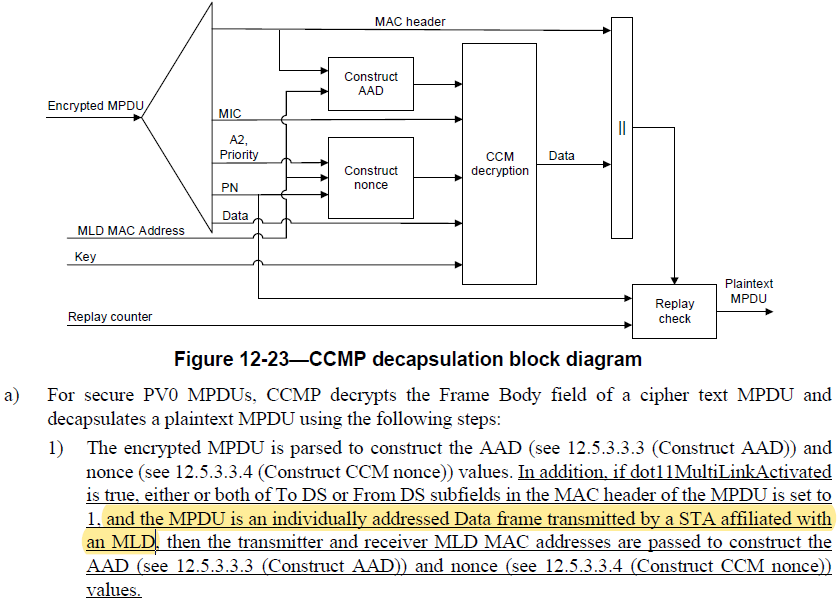 MAC header
Construct
AAD
Encrypted MPDU
MIC
A2,
Priority
Construct
nonce
CCM
decryption
Data
||
PN
Data
MLD MAC Address
Key
Plaintext
MPDU
Replay
check
Replay counter
Figure 12-23—CCMP decapsulation block diagram
a) For secure PV0 MPDUs, CCMP decrypts the Frame Body field of a cipher text MPDU and
decapsulates a plaintext MPDU using the following steps:
1) The encrypted MPDU is parsed to construct the AAD (see 12.5.3.3.3 (Construct AAD)) and
nonce (see 12.5.3.3.4 (Construct CCM nonce)) values. In addition, if dot11MultiLinkActivated
is true, either or both of To DS or From DS subfields in the MAC header of the MPDU is set to
1, and the MPDU is an individually addressed Data frame transmitted by a STA affiliated with
an MLD, then the transmitter and receiver MLD MAC addresses are passed to construct the
AAD (see 12.5.3.3.3 (Construct AAD)) and nonce (see 12.5.3.3.4 (Construct CCM nonce))
values.